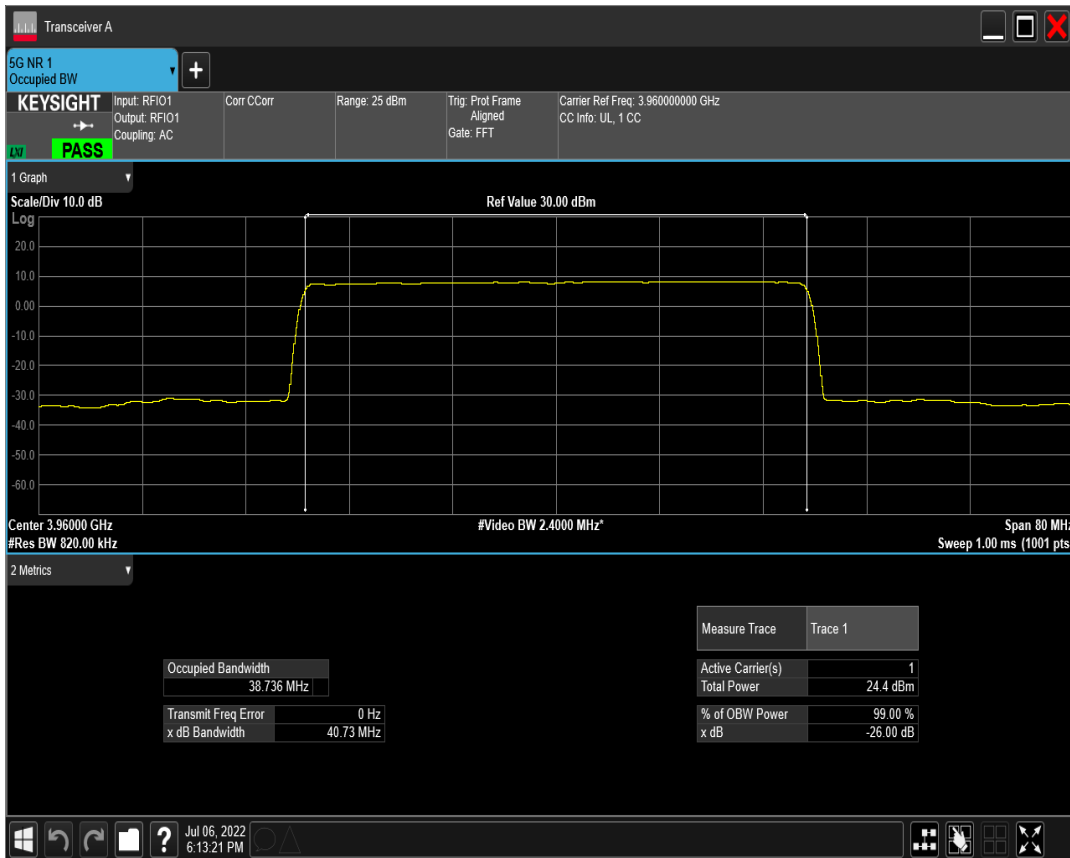 Transceiver A
5G NR 1
Occupied BW
KEYSIGHT
Input: RFIO1
Output: RFIO1
Coupling: AC
Corr CCorr
Range: 25 dBm
Trig: Prot Frame
Aligned
Gate: FFT
Carrier Ref Freq: 3.960000000 GHz
CC Info: UL, 1 CC
LXI
PASS
1 Graph
Scale/Div 10.0 dB
Ref Value 30.00 dBm
Log
20.0
10.0
0.00
-10.0
-20.0
-30.0
-40.0
-50.0
-60.0
Center 3.96000 GHz
#Video BW 2.4000 MHz*
Span 80 MHz
#Res BW 820.00 kHz
Sweep 1.00 ms (1001 pts
2 Metrics
Measure Trace Trace 1
Occupied Bandwidth
38.736 MHz
Active Carrier(s) 1
Total Power 24.4 dBm
Transmit Freq Error 0 Hz
x dB Bandwidth 40.73 MHz
% of OBW Power 99.00 %
x dB -26.00 dB
?
Jul 06, 2022
6:13:21 PM